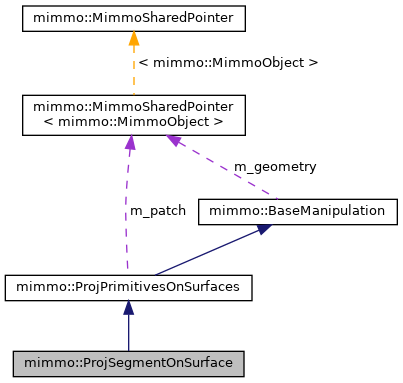 mimmo::MimmoSharedPointer
< mimmo::MimmoObject >
mimmo::MimmoSharedPointer
< mimmo::MimmoObject >
m_geometry
m_patch
mimmo::BaseManipulation
mimmo::ProjPrimitivesOnSurfaces
mimmo::ProjSegmentOnSurface